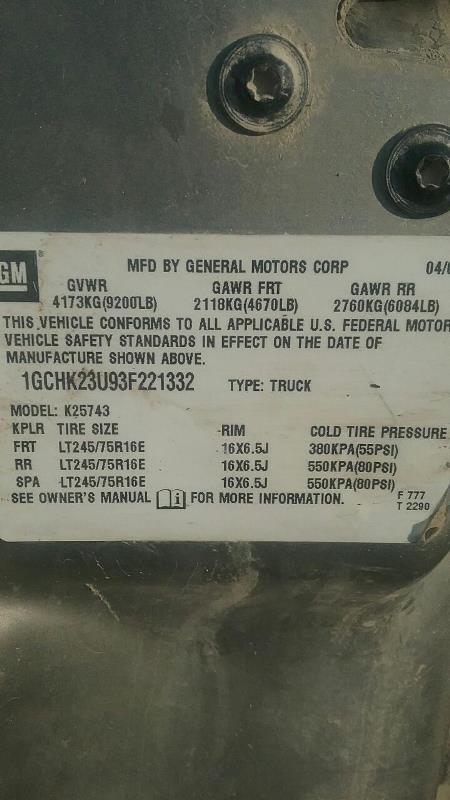 GM® MFD BY GENERAL MOTORS CORP 04/0
GVWR GAWR FRT GAWR RR
4173KG(9200LB) 2118KG(4670LB) 2760KG(6084LB)
THIS VEHICLE CONFORMS TO ALL APPLICABLE U.S. FEDERAL MOTOR
VEHICLE SAFETY STANDARDS IN EFFECT ON THE DATE OF
MANUFACTURE SHOWN ABOVE.
1GCHK23U93F221332 TYPE: TRUCK
MODEL: K25743
KPLR TIRE SIZE RIM COLD TIRE PRESSURE
FRT LT245/75R16E 16X6.5J 380KPA(55PSI)
RR LT245/75R16E 16X6.5J 550KPA(80PSI)
SPA LT245/75R16E 16X6.5J 550KPA(80PSI)
SEE OWNER'S MANUAL i FOR MORE INFORMATION. F 777
T 2290